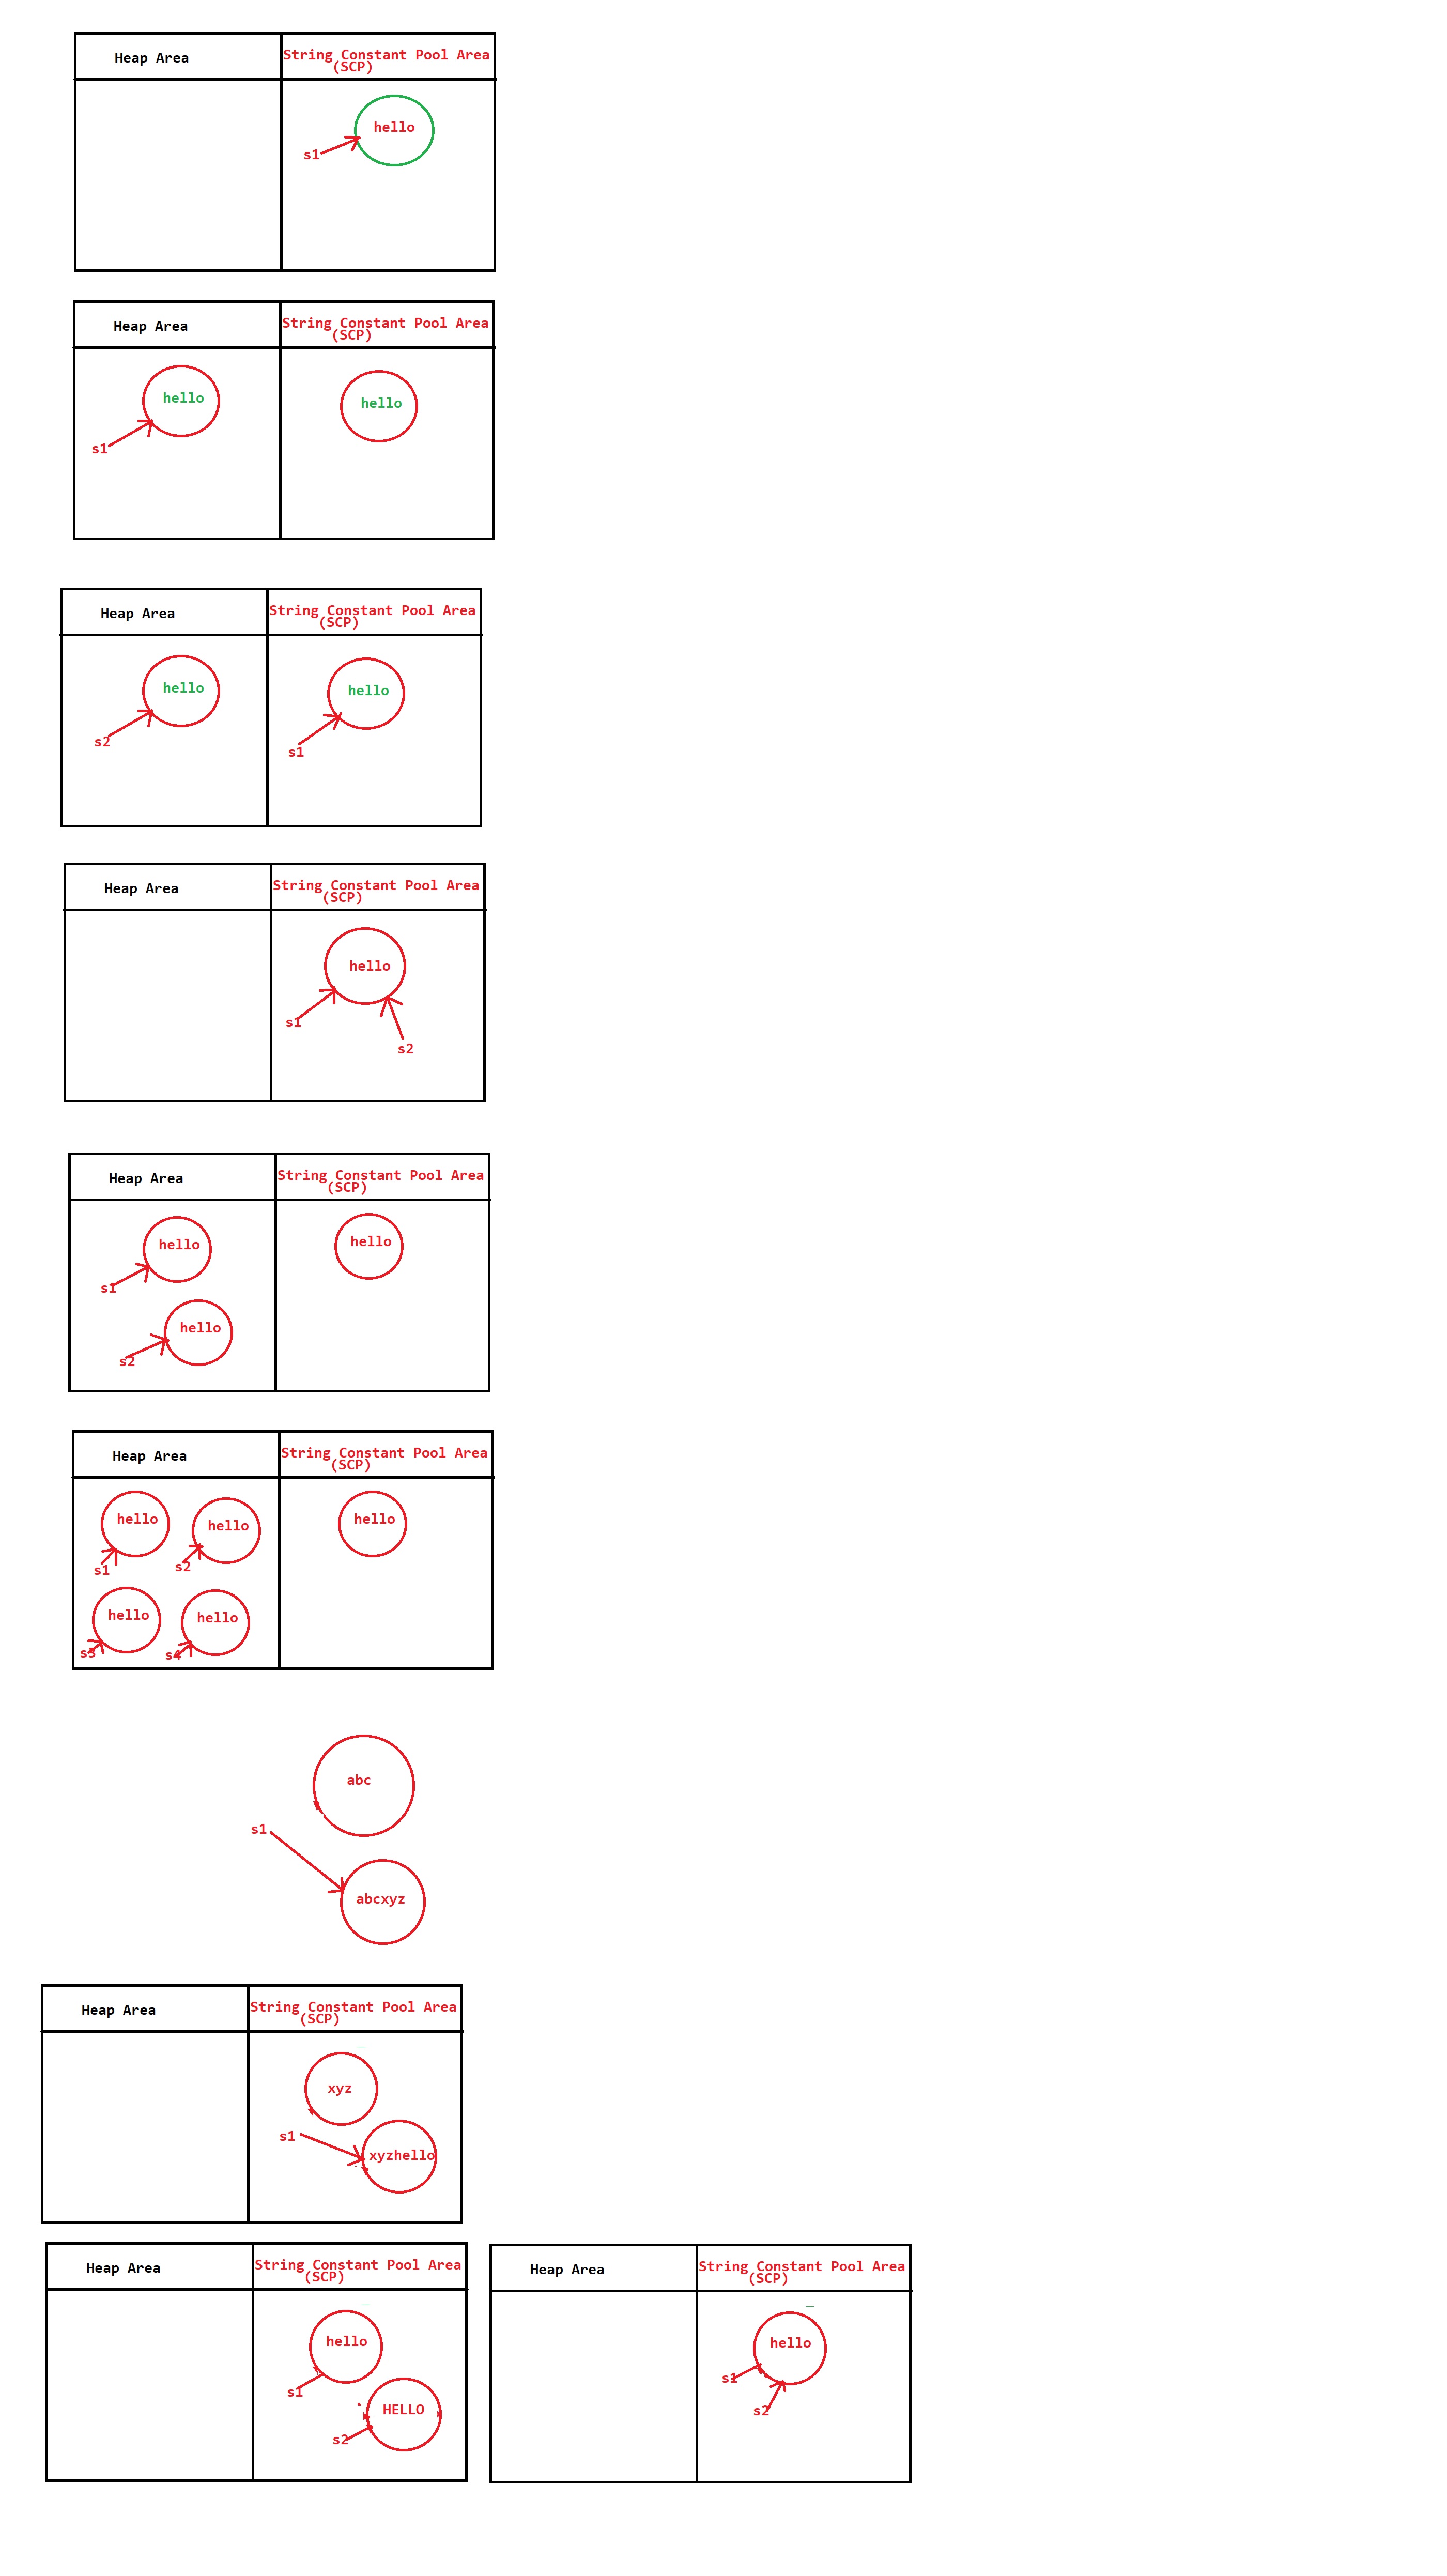 Heap Area
String Constant Pool Area
(SCP)
hello
s1
Heap Area
String Constant Pool Area
(SCP)
hello
hello
s1
Heap Area
String Constant Pool Area
(SCP)
hello
hello
s2
s1
Heap Area
String Constant Pool Area
(SCP)
hello
s1
s2
Heap Area
String Constant Pool Area
(SCP)
hello
hello
s1
hello
s2
Heap Area
String Constant Pool Area
(SCP)
hello
hello
hello
s1
s2
hello
hello
s3
s4
abc
s1
abcxyz
Heap Area
String Constant Pool Area
(SCP)
xyz
s1
xyzhello
Heap Area
String Constant Pool Area
(SCP)
hello
s1
HELLO
s2
Heap Area
String Constant Pool Area
(SCP)
hello
s1
s2